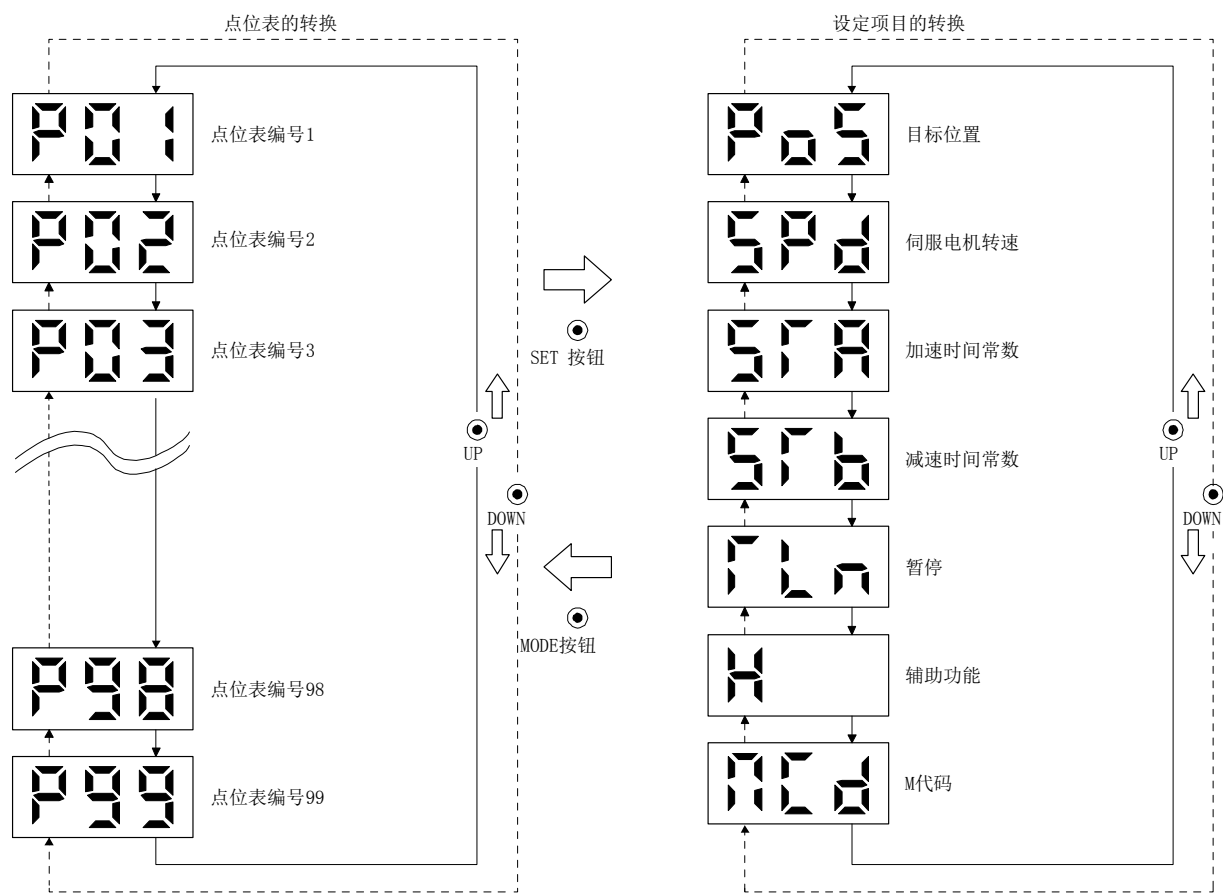 点位表的转换
P01
点位表编号1
P02
点位表编号2
P03
点位表编号3
UP
DOWN
P98
点位表编号98
P99
点位表编号99
SET 按钮
MODE按钮
设定项目的转换
PoS
目标位置
SPd
伺服电机转速
STA
加速时间常数
STb
减速时间常数
TLn
暂停
H
辅助功能
MCd
M代码
UP
DOWN